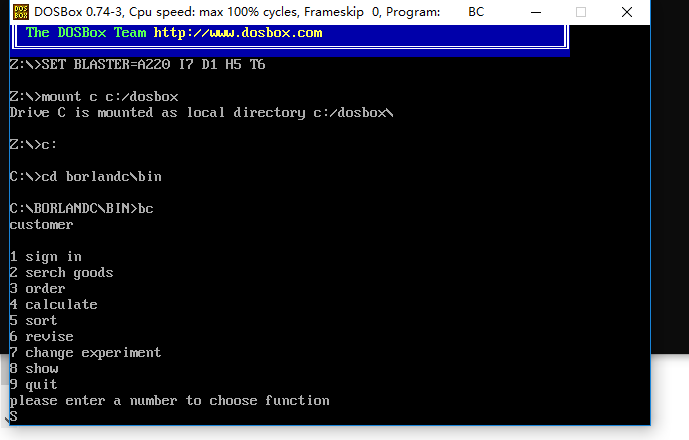 DOSBox 0.74-3, Cpu speed: max 100% cycles, Frameskip 0, Program: BC
The DOSBox Team http://www.dosbox.com
Z:\>SET BLASTER=A220 I7 D1 H5 T6
Z:\>mount c c:/dosbox
Drive C is mounted as local directory c:/dosbox\
Z:\>c:
C:\>cd borlandc\bin
C:\BORLANDC\BIN>bc
customer
1 sign in
2 serch goods
3 order
4 calculate
5 sort
6 revise
7 change experiment
8 show
9 quit
please enter a number to choose function
S